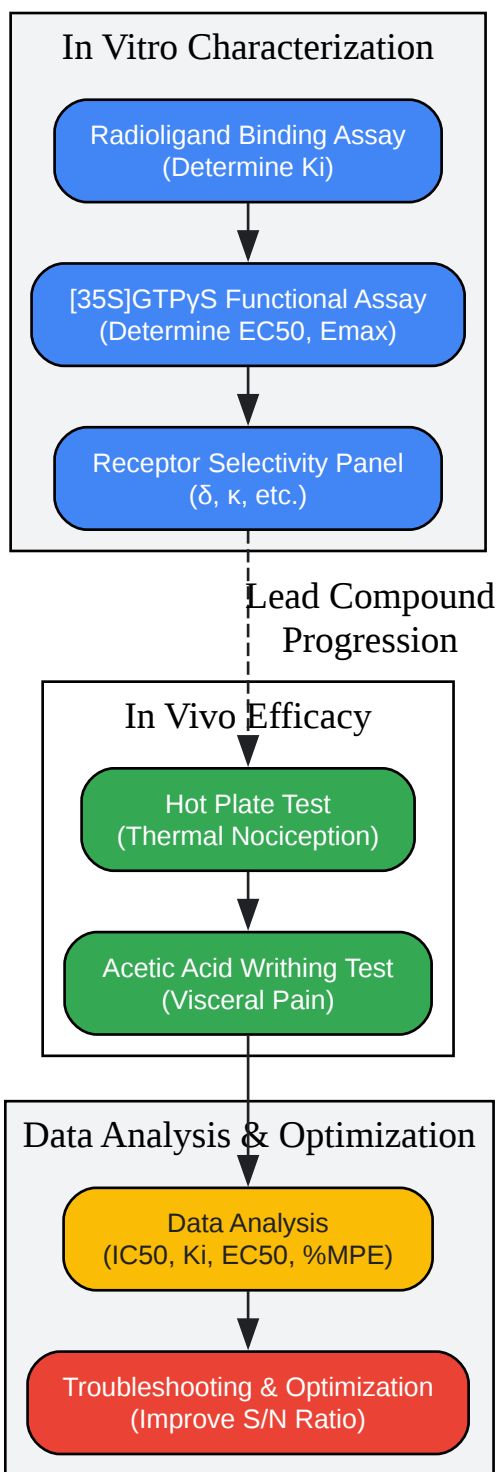 In Vitro Characterization
Radioligand Binding Assay
(Determine Ki)
[35S]GTPγS Functional Assay
(Determine EC50, Emax)
Receptor Selectivity Panel
(δ, κ, etc.)
Lead Compound
Progression
In Vivo Efficacy
Hot Plate Test
(Thermal Nociception)
Acetic Acid Writhing Test
(Visceral Pain)
Data Analysis & Optimization
Data Analysis
(IC50, Ki, EC50, %MPE)
Troubleshooting & Optimization
(Improve S/N Ratio)